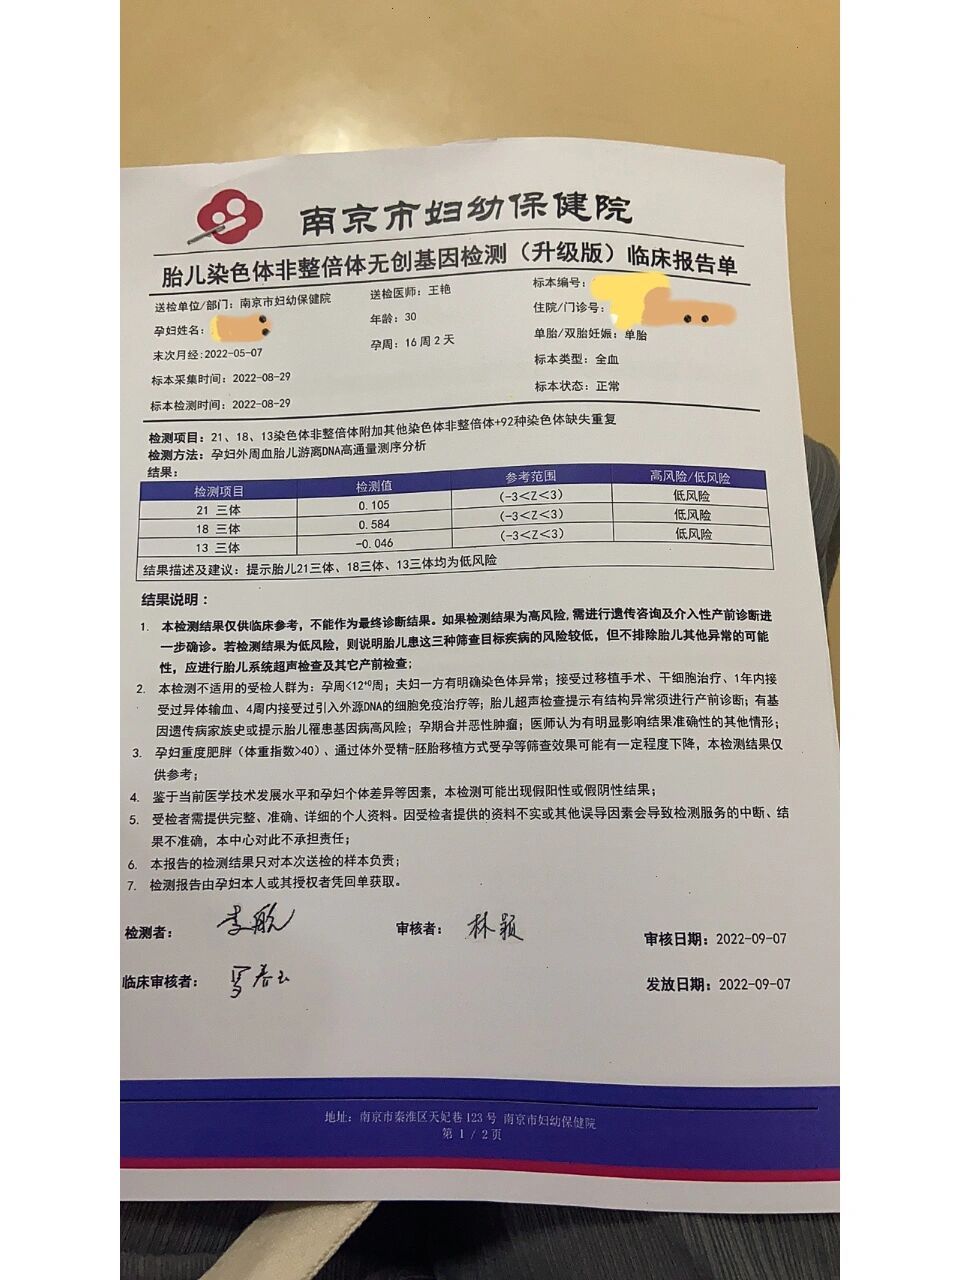 南京市妇幼保健院
胎儿染色体非整倍体无创基因检测（升级版）临床报告单
送检单位/部门：南京市妇幼保健院 送检医师：王艳 标本编号：
孕妇姓名： 年龄：30 住院/门诊号：
末次月经:2022-05-07 孕周：16 周 2 天 单胎/双胎妊娠：单胎
标本采集时间：2022-08-29 标本类型：全血
标本检测时间：2022-08-29 标本状态：正常
检测项目：21、18、13染色体非整倍体附加其他染色体非整倍体+92种染色体缺失重复
检测方法：孕妇外周血胎儿游离DNA高通量测序分析
结果：
检测项目 检测值 参考范围 高风险/低风险
21 三体 0.105 （-3＜Z＜3） 低风险
18 三体 0.584 （-3＜Z＜3） 低风险
13 三体 -0.046 （-3＜Z＜3） 低风险
结果描述及建议：提示胎儿21三体、18三体、13三体均为低风险
结果说明：
1. 本检测结果仅供临床参考，不能作为最终诊断结果。如果检测结果为高风险,需进行遗传咨询及介入性产前诊断进
一步确诊。若检测结果为低风险，则说明胎儿患这三种筛查目标疾病的风险较低，但不排除胎儿其他异常的可能
性，应进行胎儿系统超声检查及其它产前检查；
2. 本检测不适用的受检人群为：孕周<12⁺⁰周；夫妇一方有明确染色体异常；接受过移植手术、干细胞治疗、1年内接
受过异体输血、4周内接受过引入外源DNA的细胞免疫治疗等；胎儿超声检查提示有结构异常须进行产前诊断；有基
因遗传病家族史或提示胎儿罹患基因病高风险；孕期合并恶性肿瘤；医师认为有明显影响结果准确性的其他情形；
3. 孕妇重度肥胖（体重指数>40）、通过体外受精-胚胎移植方式受孕等筛查效果可能有一定程度下降，本检测结果仅
供参考；
4. 鉴于当前医学技术发展水平和孕妇个体差异等因素，本检测可能出现假阳性或假阴性结果；
5. 受检者需提供完整、准确、详细的个人资料。因受检者提供的资料不实或其他误导因素会导致检测服务的中断、结
果不准确，本中心对此不承担责任；
6. 本报告的检测结果只对本次送检的样本负责；
7. 检测报告由孕妇本人或其授权者凭回单获取。
检测者：李航 审核者：林颖 审核日期：2022-09-07
临床审核者： 发放日期：2022-09-07
地址：南京市秦淮区天妃巷 123 号 南京市妇幼保健院
第 1 / 2 页